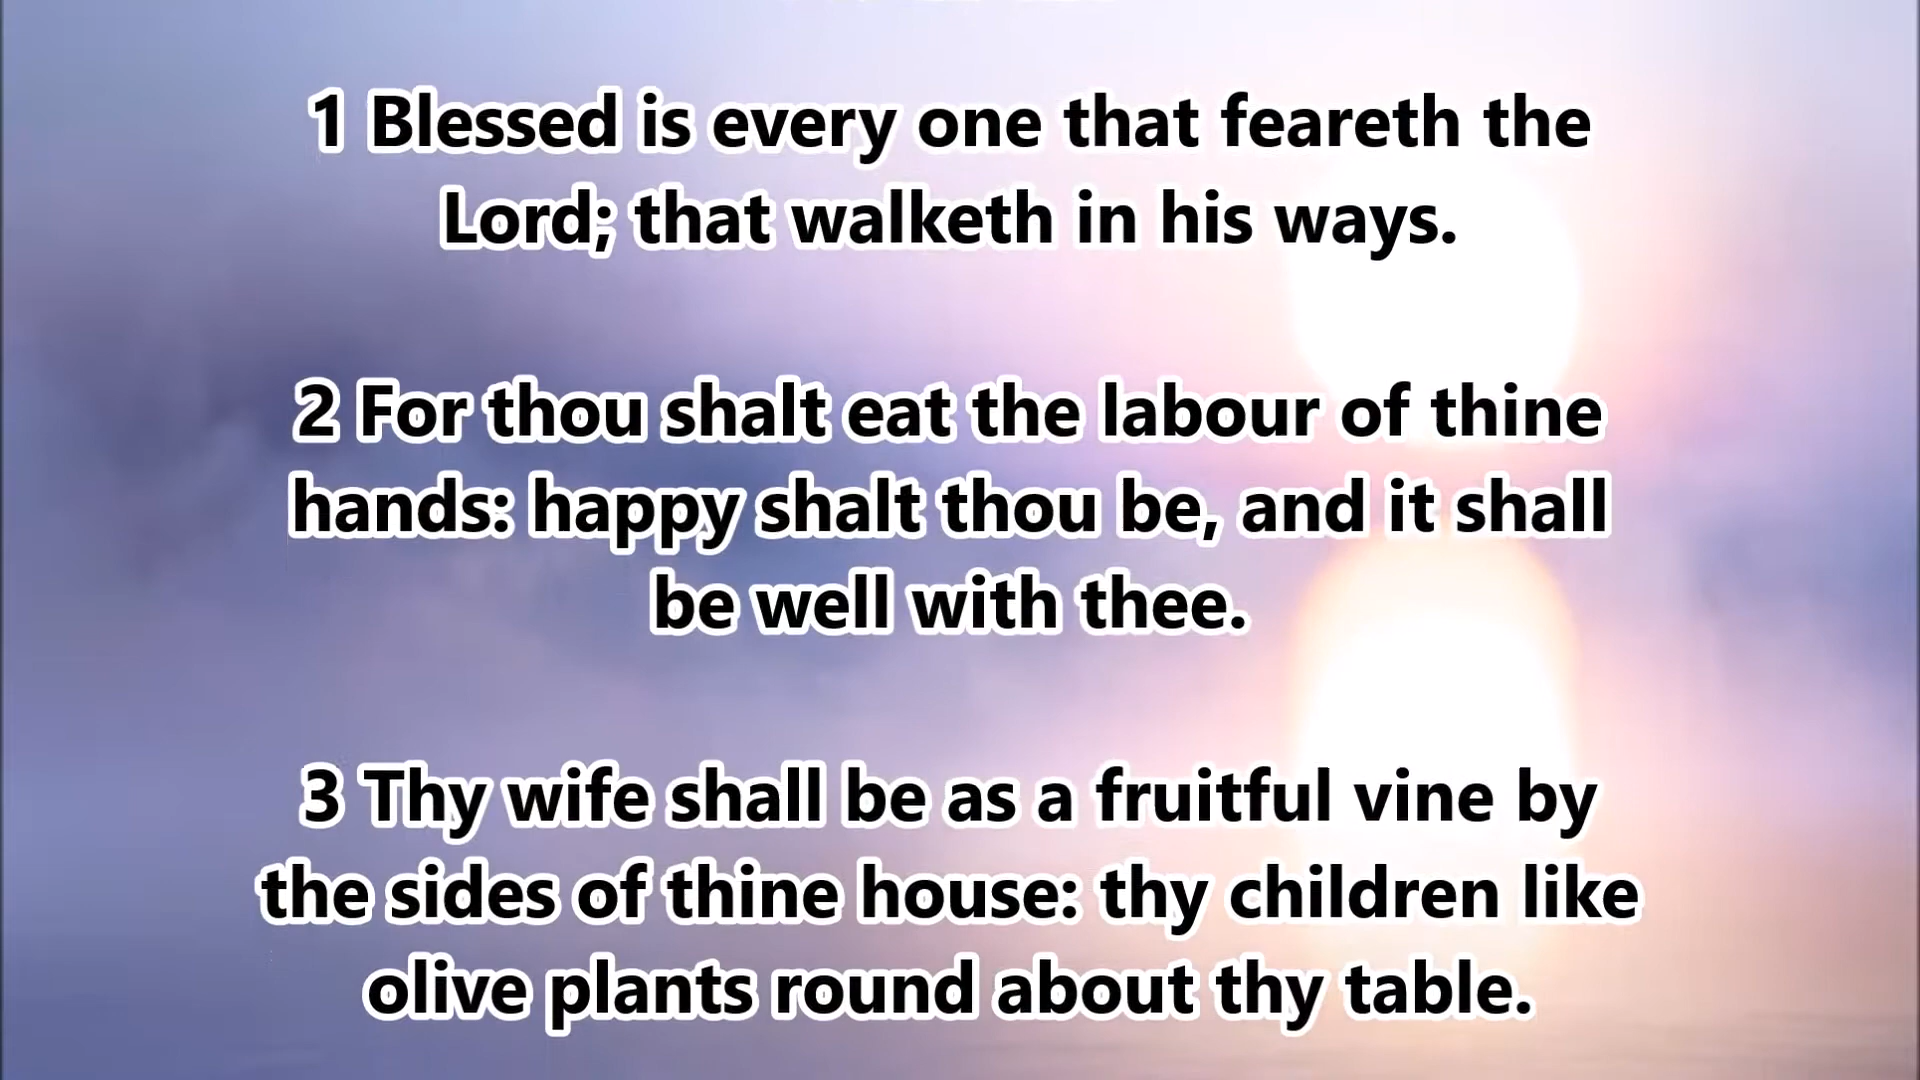 1 Blessed is every one that feareth the
Lord; that walketh in his ways.
2 For thou shalt eat the labour of thine
hands: happy shalt thou be, and it shall
be well with thee.
3 Thy wife shall be as a fruitful vine by
the sides of thine house: thy children like
olive plants round about thy table.